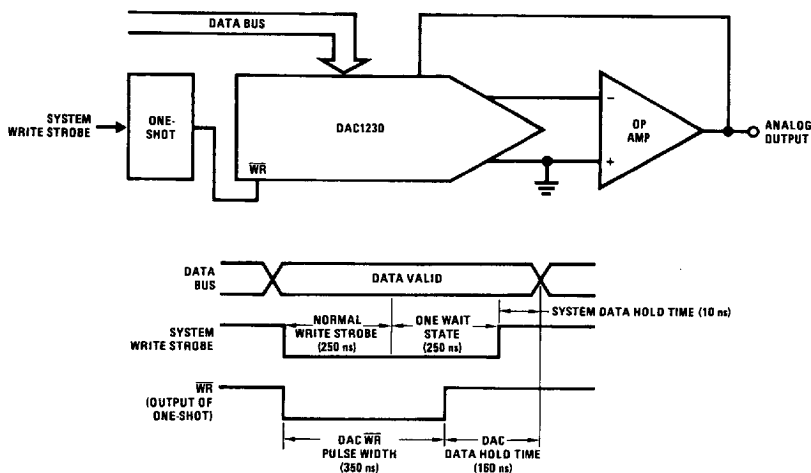 DATA BUS
SYSTEM
WRITE STROBE
ONE-
SHOT
DAC1230
WR
OP
AMP
−
+
ANALOG
OUTPUT
DATA
BUS
DATA VALID
SYSTEM DATA HOLD TIME (10 ns)
SYSTEM
WRITE STROBE
NORMAL
WRITE STROBE
(250 ns)
ONE WAIT
STATE
(250 ns)
WR
(OUTPUT OF
ONE-SHOT)
DAC WR
PULSE WIDTH
(350 ns)
DAC
DATA HOLD TIME
(160 ns)